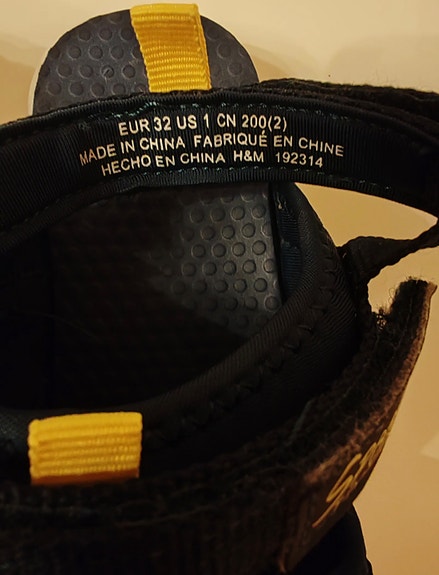 EUR 32 US 1 CN 200(2)
MADE IN CHINA FABRIQUÉ EN CHINE
HECHO EN CHINA H&M 192314